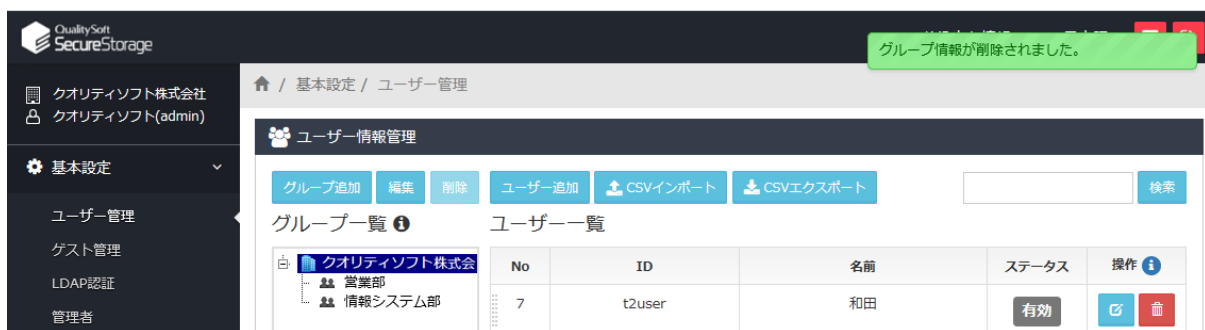 QualitySoft
SecureStorage
グループ情報が削除されました。
クオリティソフト株式会社
クオリティソフト(admin)
/ 基本設定 / ユーザー管理
ユーザー情報管理
基本設定
ユーザー管理
ゲスト管理
LDAP認証
管理者
グループ追加 編集 削除 ユーザー追加 CSVインポート CSVエクスポート 検索
グループ一覧 ユーザー一覧
クオリティソフト株式会
営業部
情報システム部
No ID 名前 ステータス 操作
7 t2user 和田 有効